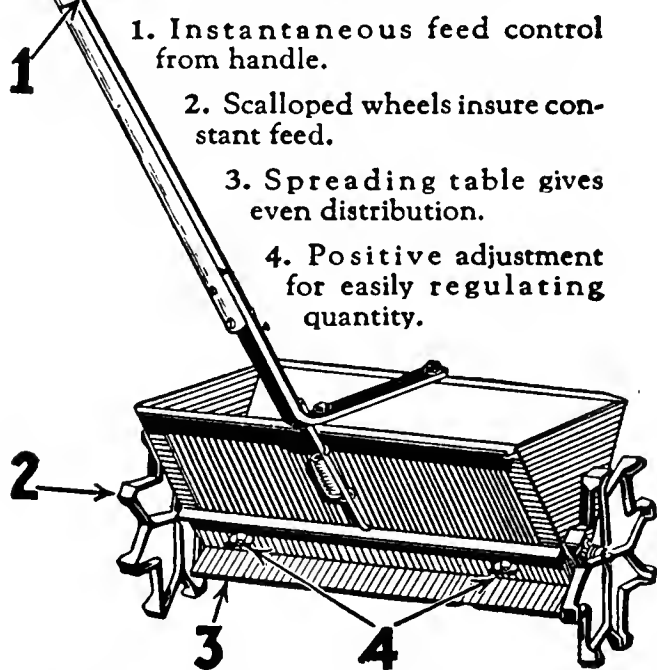 1. Instantaneous feed control
from handle.
2. Scalloped wheels insure con-
stant feed.
3. Spreading table gives
even distribution.
4. Positive adjustment
for easily regulating
quantity.
1
2
3
4